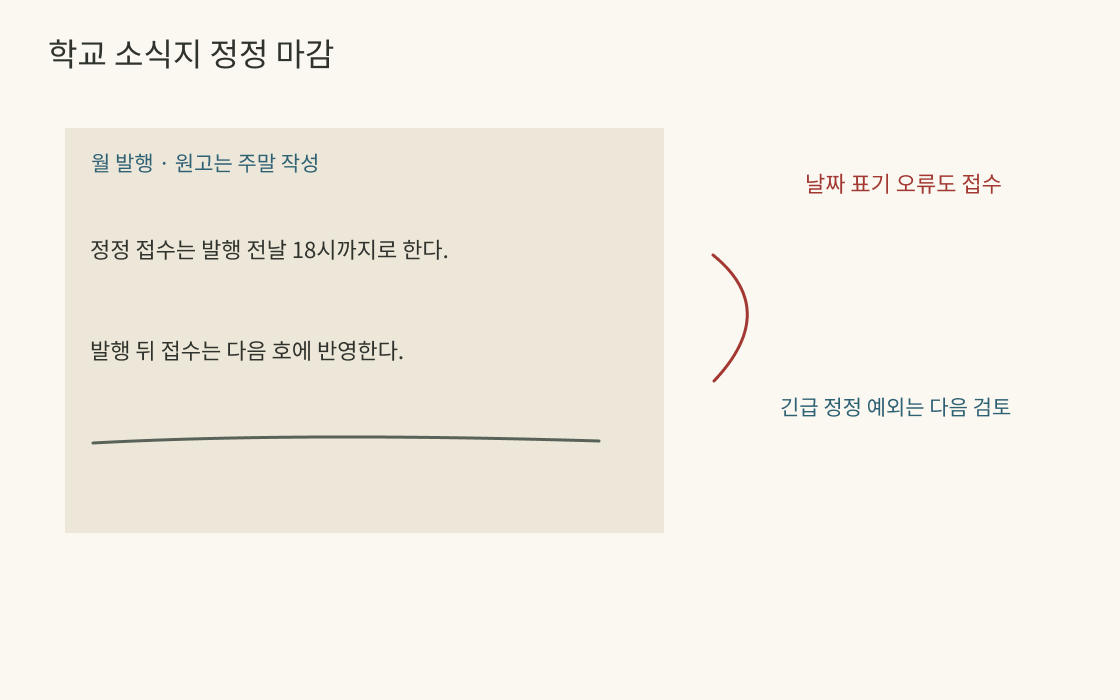 학교 소식지 정정 마감
월 발행 · 원고는 주말 작성
정정 접수는 발행 전날 18시까지로 한다.
발행 뒤 접수는 다음 호에 반영한다.
날짜 표기 오류도 접수
긴급 정정 예외는 다음 검토